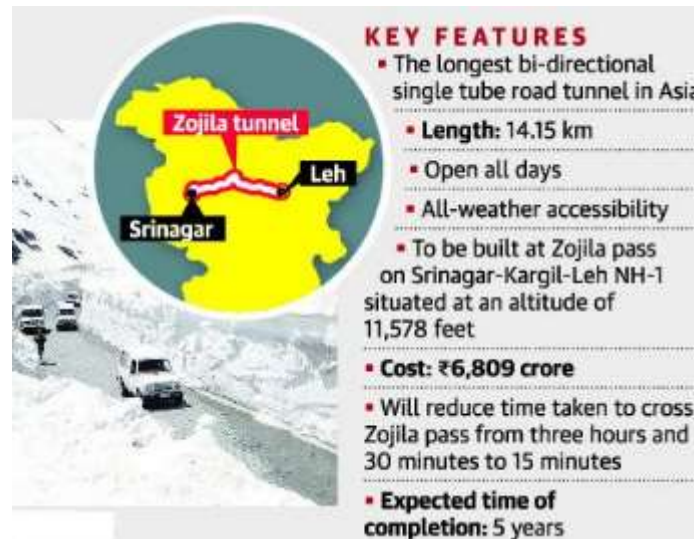 Zojila tunnel
Leh
Srinagar
KEY FEATURES
▪ The longest bi-directional
single tube road tunnel in Asia
▪ Length: 14.15 km
▪ Open all days
▪ All-weather accessibility
▪ To be built at Zojila pass
on Srinagar-Kargil-Leh NH-1
situated at an altitude of
11,578 feet
▪ Cost: ₹6,809 crore
▪ Will reduce time taken to cross
Zojila pass from three hours and
30 minutes to 15 minutes
▪ Expected time of
completion: 5 years